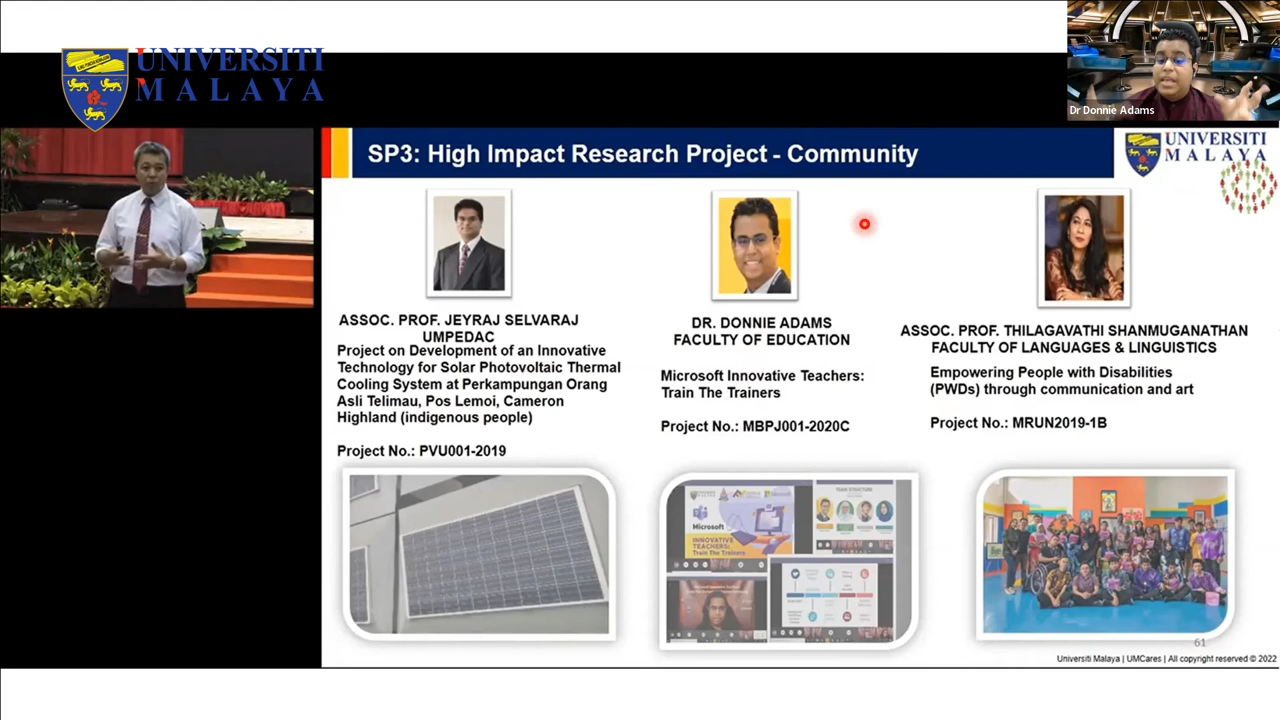 UNIVERSITI
MALAYA
Dr Donnie Adams
SP3: High Impact Research Project - Community
UNIVERSITI
MALAYA
ASSOC. PROF. JEYRAJ SELVARAJ
UMPEDAC
Project on Development of an Innovative
Technology for Solar Photovoltaic Thermal
Cooling System at Perkampungan Orang
Asli Telimau, Pos Lemoi, Cameron
Highland (indigenous people)
Project No.: PVU001-2019
DR. DONNIE ADAMS
FACULTY OF EDUCATION
Microsoft Innovative Teachers:
Train The Trainers
Project No.: MBPJ001-2020C
ASSOC. PROF. THILAGAVATHI SHANMUGANATHAN
FACULTY OF LANGUAGES & LINGUISTICS
Empowering People with Disabilities
(PWDs) through communication and art
Project No.: MRUN2019-1B
Microsoft
INNOVATIVE
TEACHERS:
Train The Trainers
TEAM STRUCTURE
61
Universiti Malaya | UMCares | All copyright reserved © 2022